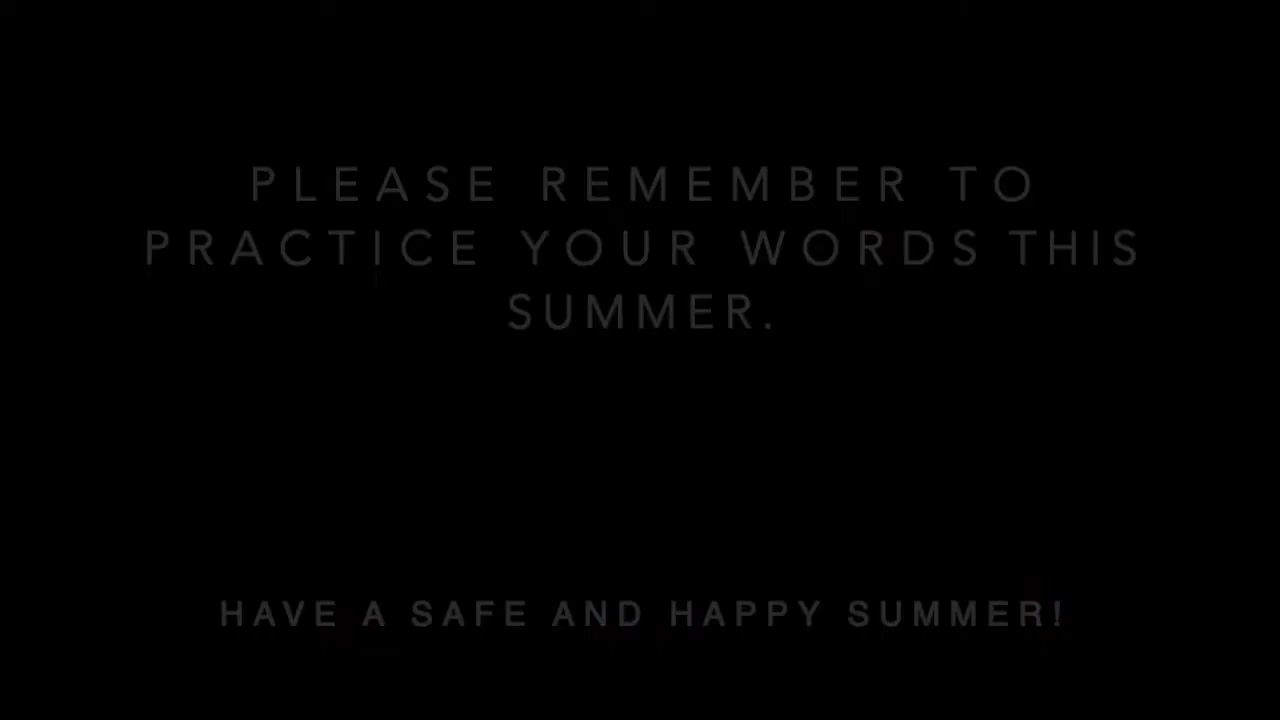 PLEASE REMEMBER TO
PRACTICE YOUR WORDS THIS
SUMMER.
HAVE A SAFE AND HAPPY SUMMER!